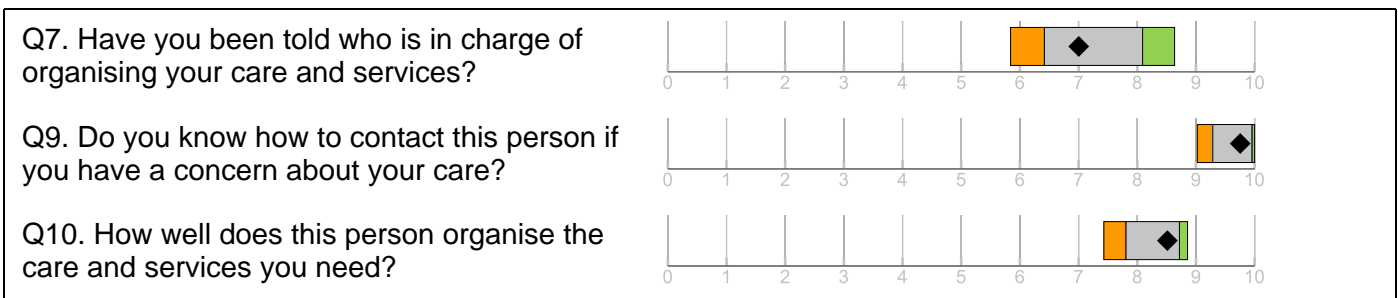 Q7. Have you been told who is in charge of
organising your care and services?
0 1 2 3 4 5 6 7 8 9 10
Q9. Do you know how to contact this person if
you have a concern about your care?
0 1 2 3 4 5 6 7 8 9 10
Q10. How well does this person organise the
care and services you need?
0 1 2 3 4 5 6 7 8 9 10